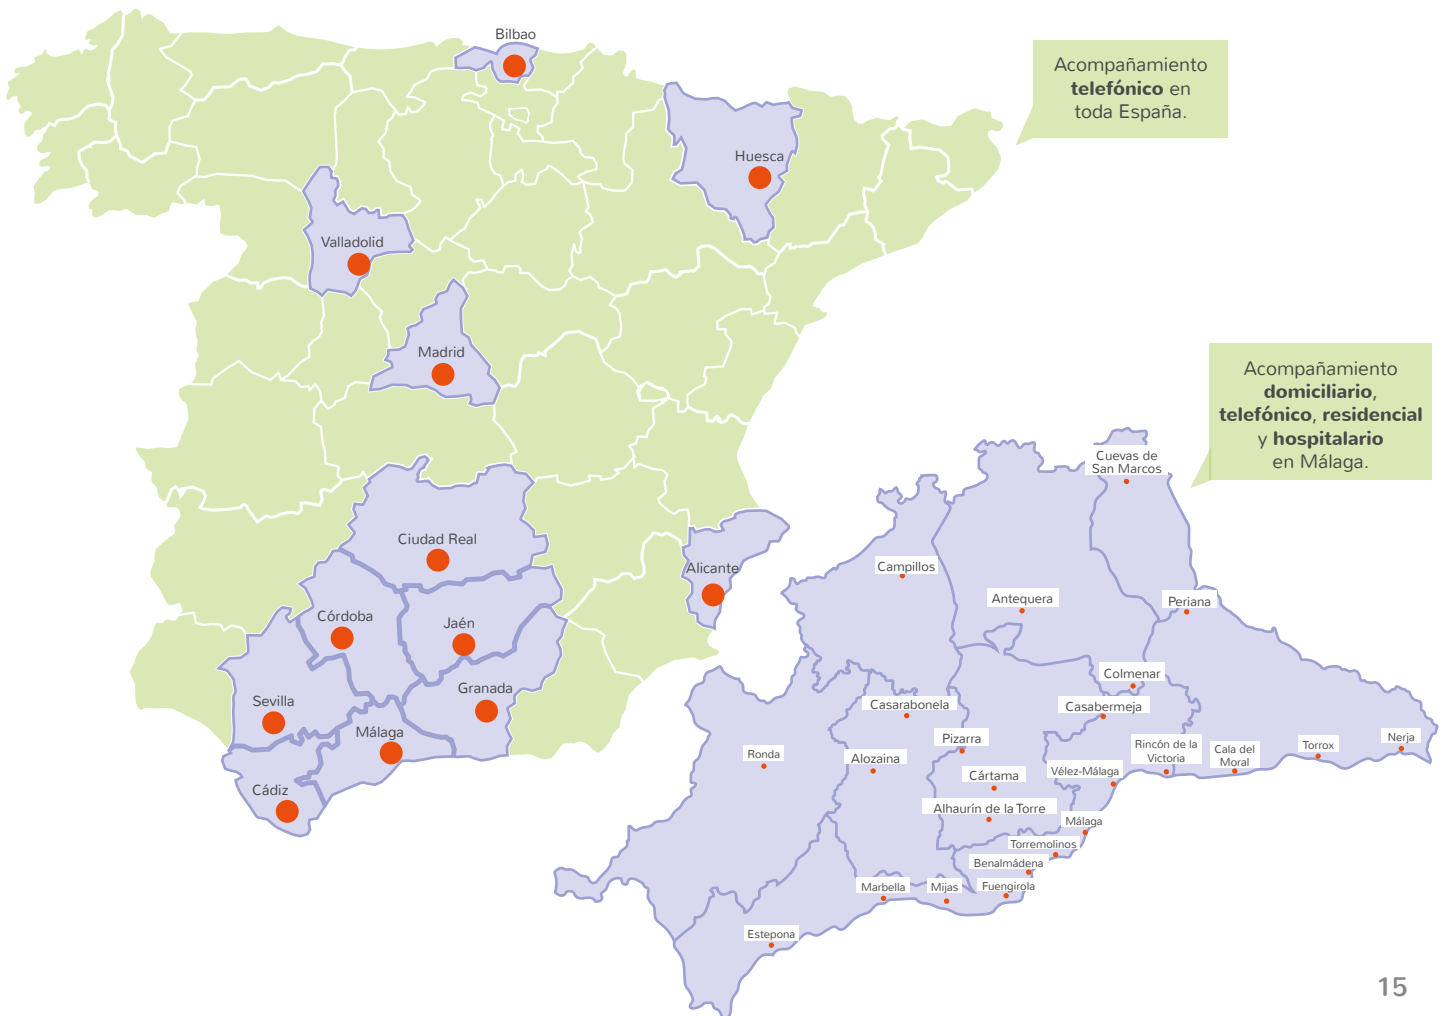 Bilbao
Acompañamiento
telefónico en
toda España.
Huesca
Valladolid
Madrid
Acompañamiento
domiciliario,
telefónico, residencial
y hospitalario
en Málaga.
Ciudad Real
Alicante
Córdoba
Jaén
Sevilla
Granada
Málaga
Cádiz
Cuevas de
San Marcos
Campillos
Antequera
Periana
Colmenar
Casarabonela
Casabermeja
Pizarra
Ronda
Alozaina
Rincón de la
Victoria
Cala del
Moral
Torrox
Nerja
Cártama
Vélez-Málaga
Alhaurín de la Torre
Málaga
Torremolinos
Benalmádena
Marbella
Mijas
Fuengirola
Estepona
15